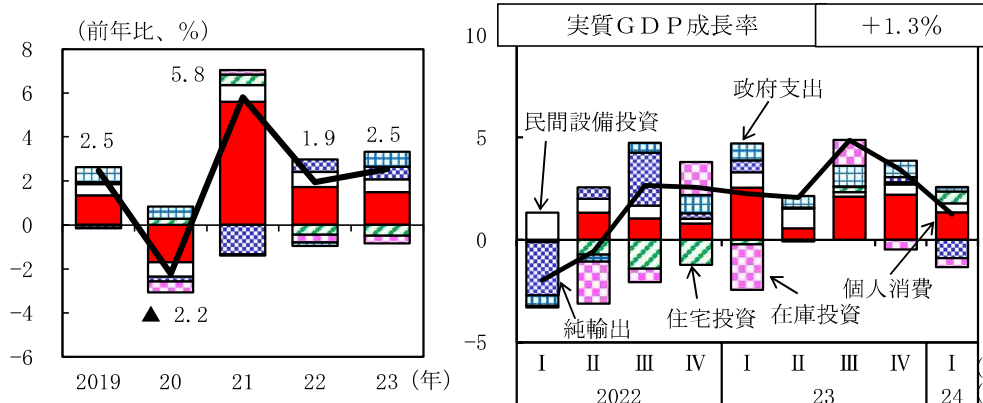 (前年比、%)
8
6
4
2
0
−2
−4
−6
2.5
▲ 2.2
5.8
1.9
2.5
2019 20 21 22 23 (年)
実質GDP成長率 +1.3%
10
5
0
−5
民間設備投資
政府支出
純輸出
住宅投資
在庫投資
個人消費
Ⅰ Ⅱ Ⅲ Ⅳ Ⅰ Ⅱ Ⅲ Ⅳ Ⅰ (
2022 23 24 (